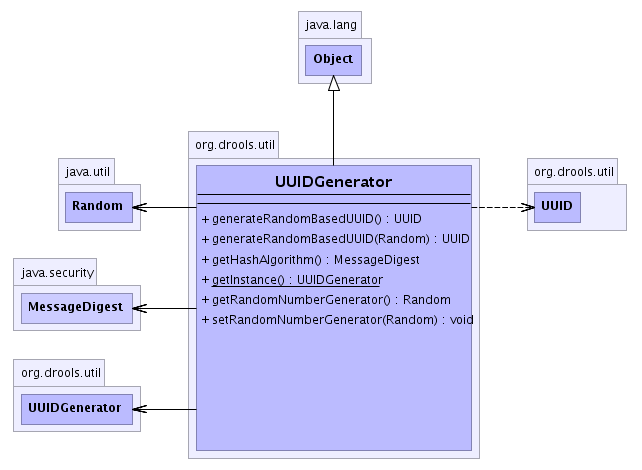 java.lang
Object
org.drools.util
UUIDGenerator
+ generateRandomBasedUUID() : UUID
+ generateRandomBasedUUID(Random) : UUID
+ getHashAlgorithm() : MessageDigest
+ getInstance() : UUIDGenerator
+ getRandomNumberGenerator() : Random
+ setRandomNumberGenerator(Random) : void
java.util
Random
java.security
MessageDigest
org.drools.util
UUIDGenerator
org.drools.util
UUID